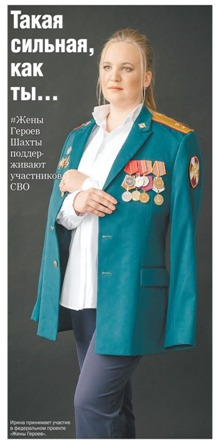 Такая
сильная,
как
ты...
#Жены
Героев
Шахты
поддер-
живают
участников
СВО
Ирина принимает участие
в федеральном проекте
«Жены Героев».